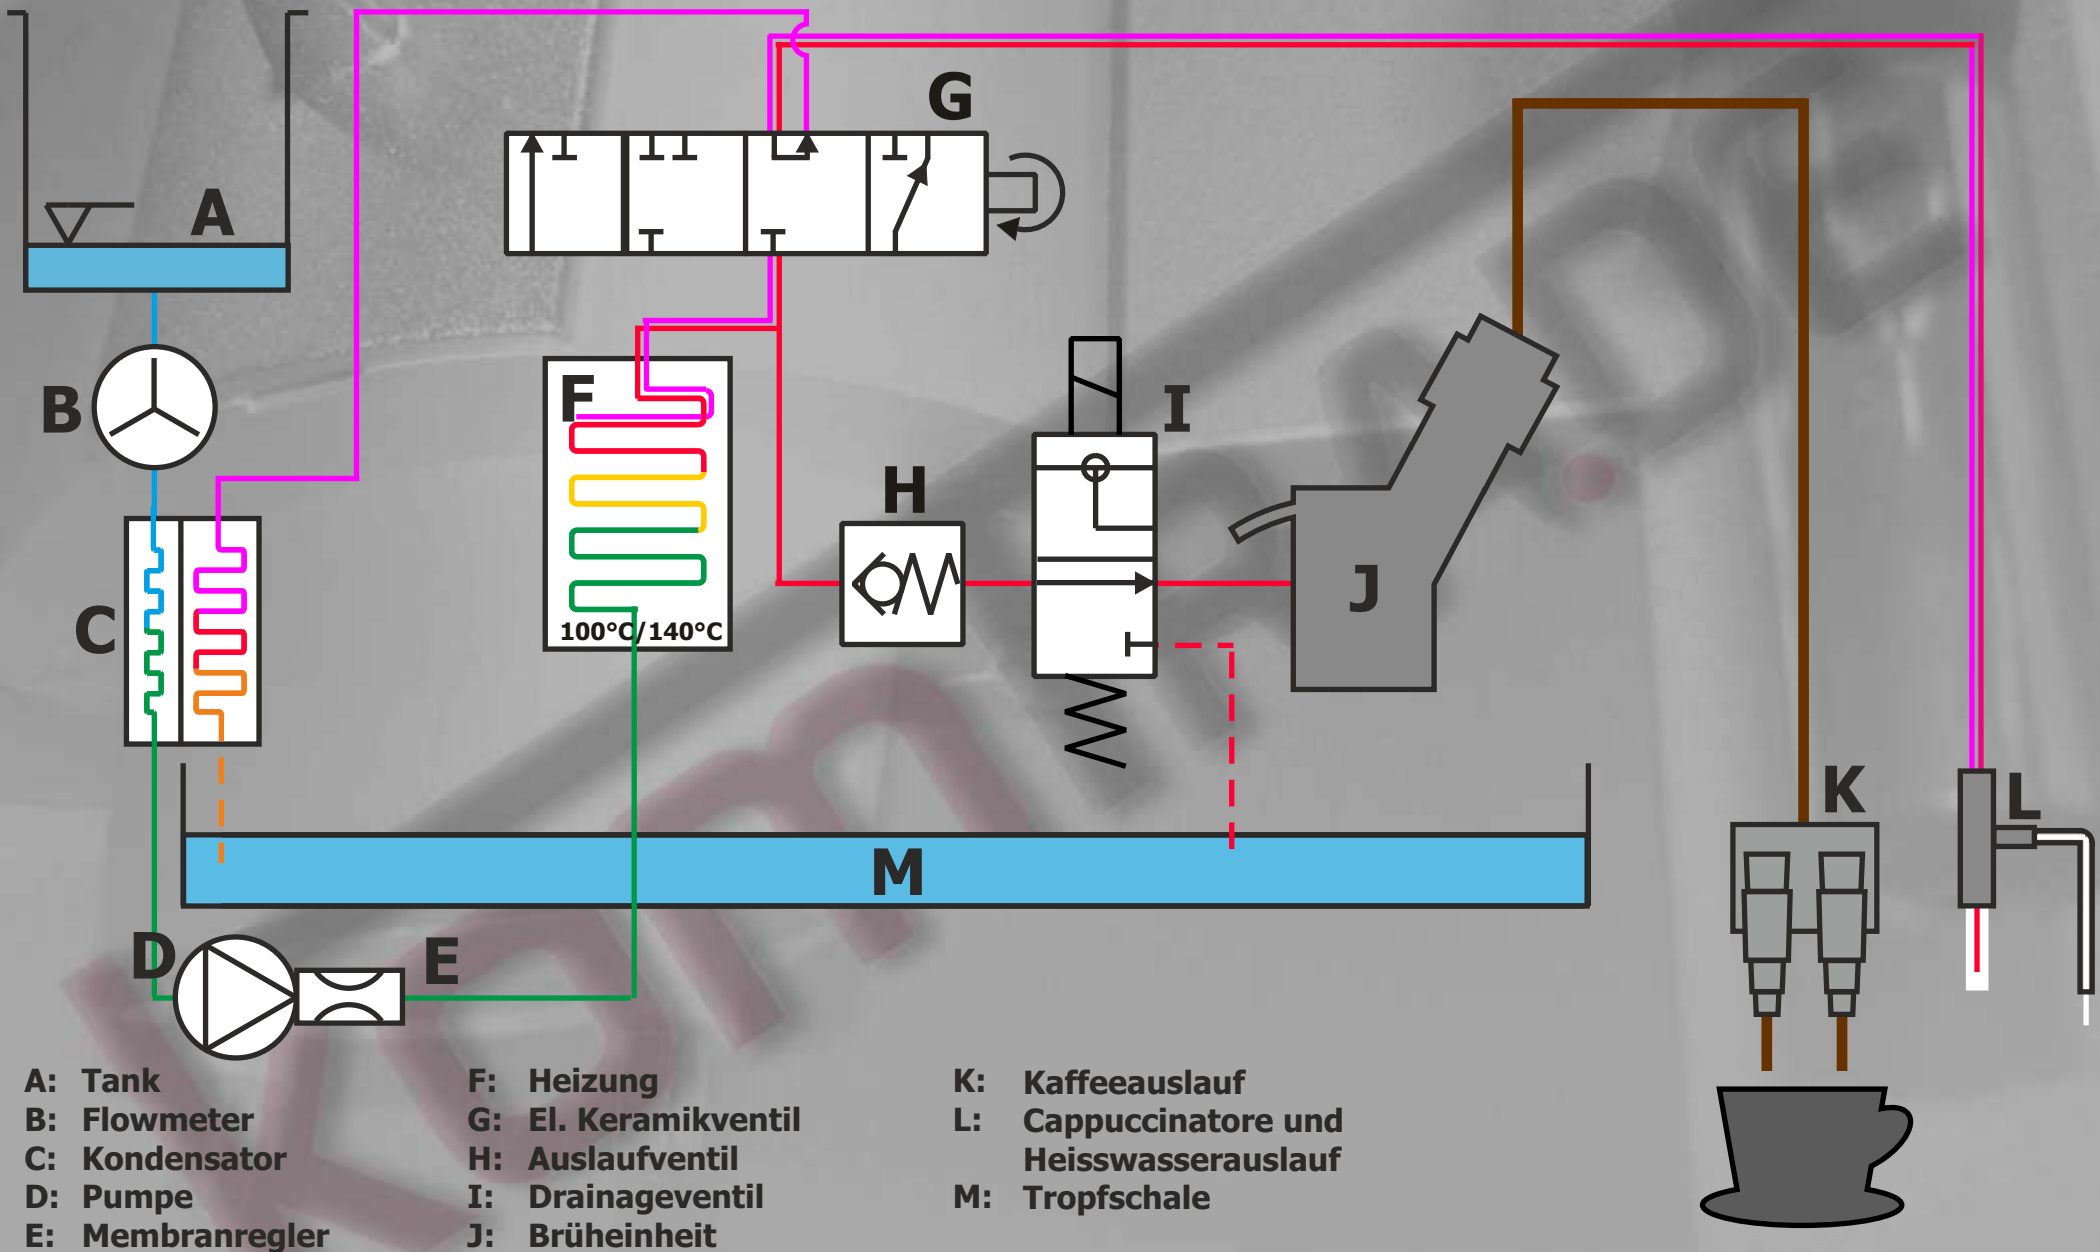 A
G
B
F
I
H
C
J
100°C/140°C
K
L
M
D
E
A: Tank
B: Flowmeter
C: Kondensator
D: Pumpe
E: Membranregler
F: Heizung
G: El. Keramikventil
H: Auslaufventil
I: Drainageventil
J: Brüheinheit
K: Kaffeeauslauf
L: Cappuccinatore und
Heisswasserauslauf
M: Tropfschale